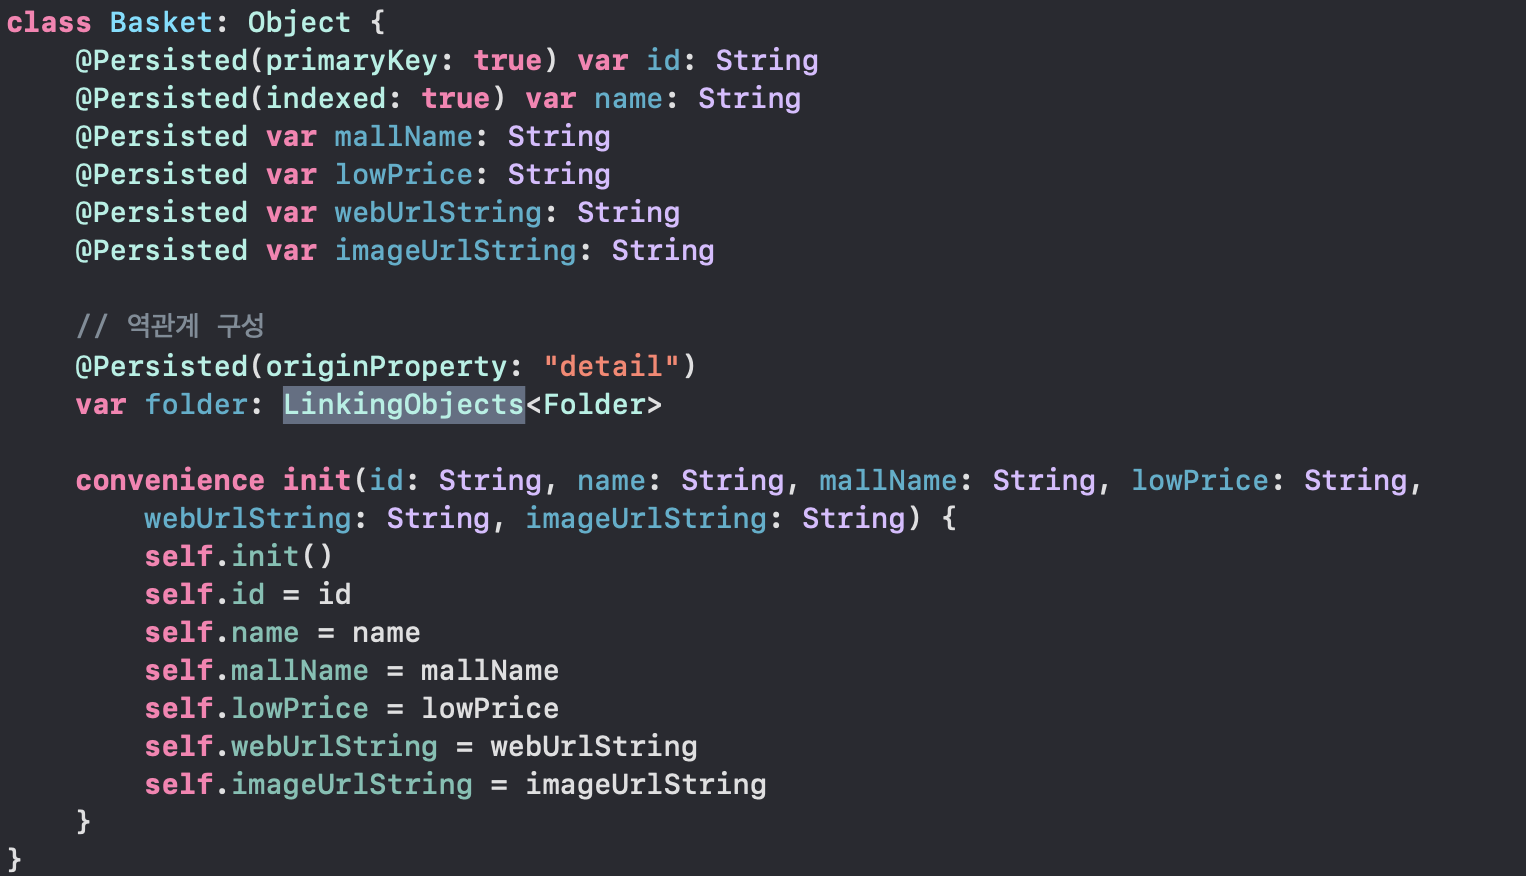 class Basket: Object {
    @Persisted(primaryKey: true) var id: String
    @Persisted(indexed: true) var name: String
    @Persisted var mallName: String
    @Persisted var lowPrice: String
    @Persisted var webUrlString: String
    @Persisted var imageUrlString: String
    // 역관계 구성
    @Persisted(originProperty: "detail")
    var folder: LinkingObjects<Folder>
    convenience init(id: String, name: String, mallName: String, lowPrice: String,
        webUrlString: String, imageUrlString: String) {
        self.init()
        self.id = id
        self.name = name
        self.mallName = mallName
        self.lowPrice = lowPrice
        self.webUrlString = webUrlString
        self.imageUrlString = imageUrlString
    }
}